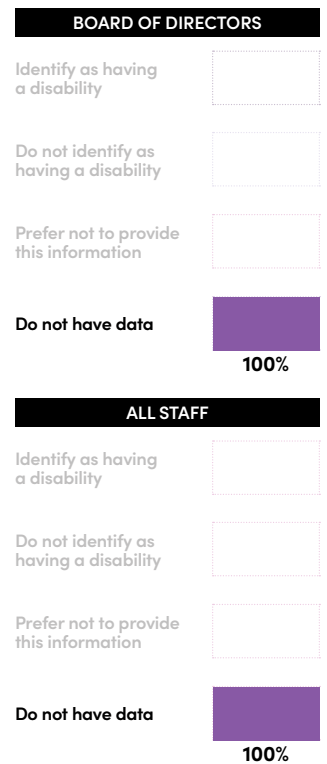 BOARD OF DIRECTORS
Identify as having
a disability
Do not identify as
having a disability
Prefer not to provide
this information
Do not have data
100%
ALL STAFF
Identify as having
a disability
Do not identify as
having a disability
Prefer not to provide
this information
Do not have data
100%